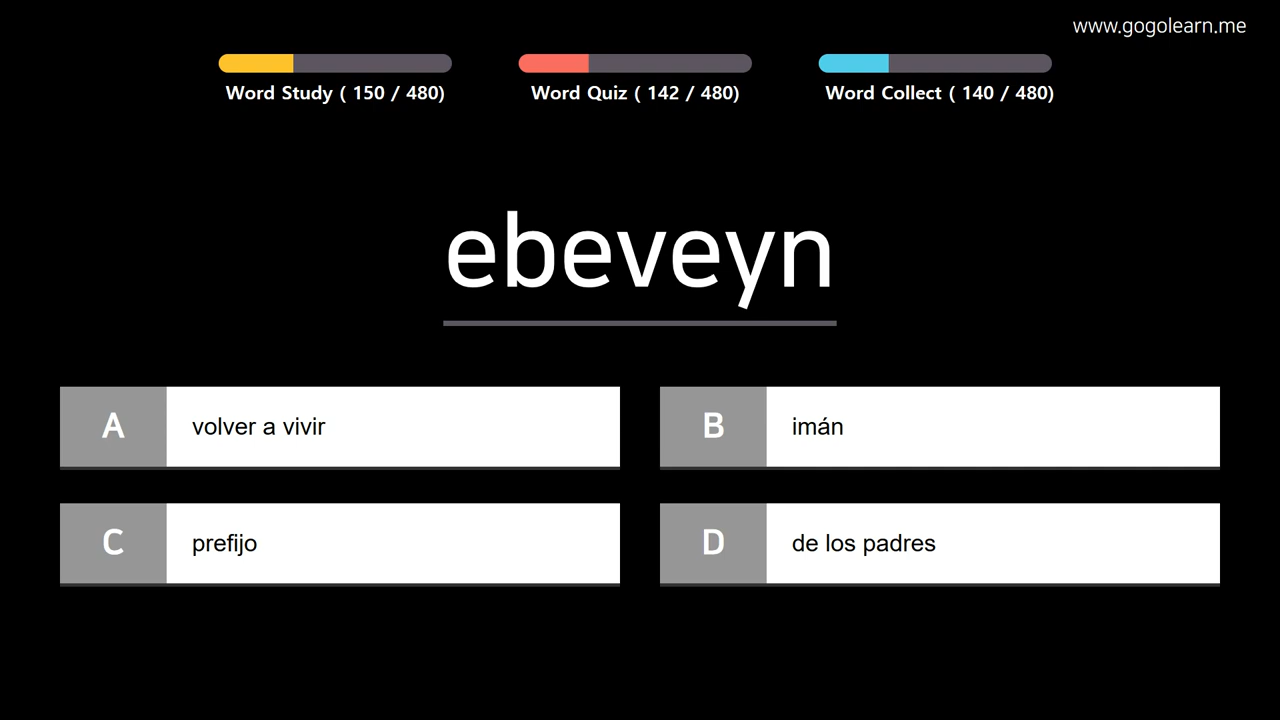 www.gogolearn.me
Word Study ( 150 / 480)
Word Quiz ( 142 / 480)
Word Collect ( 140 / 480)
ebeveyn
A
volver a vivir
B
imán
C
prefijo
D
de los padres